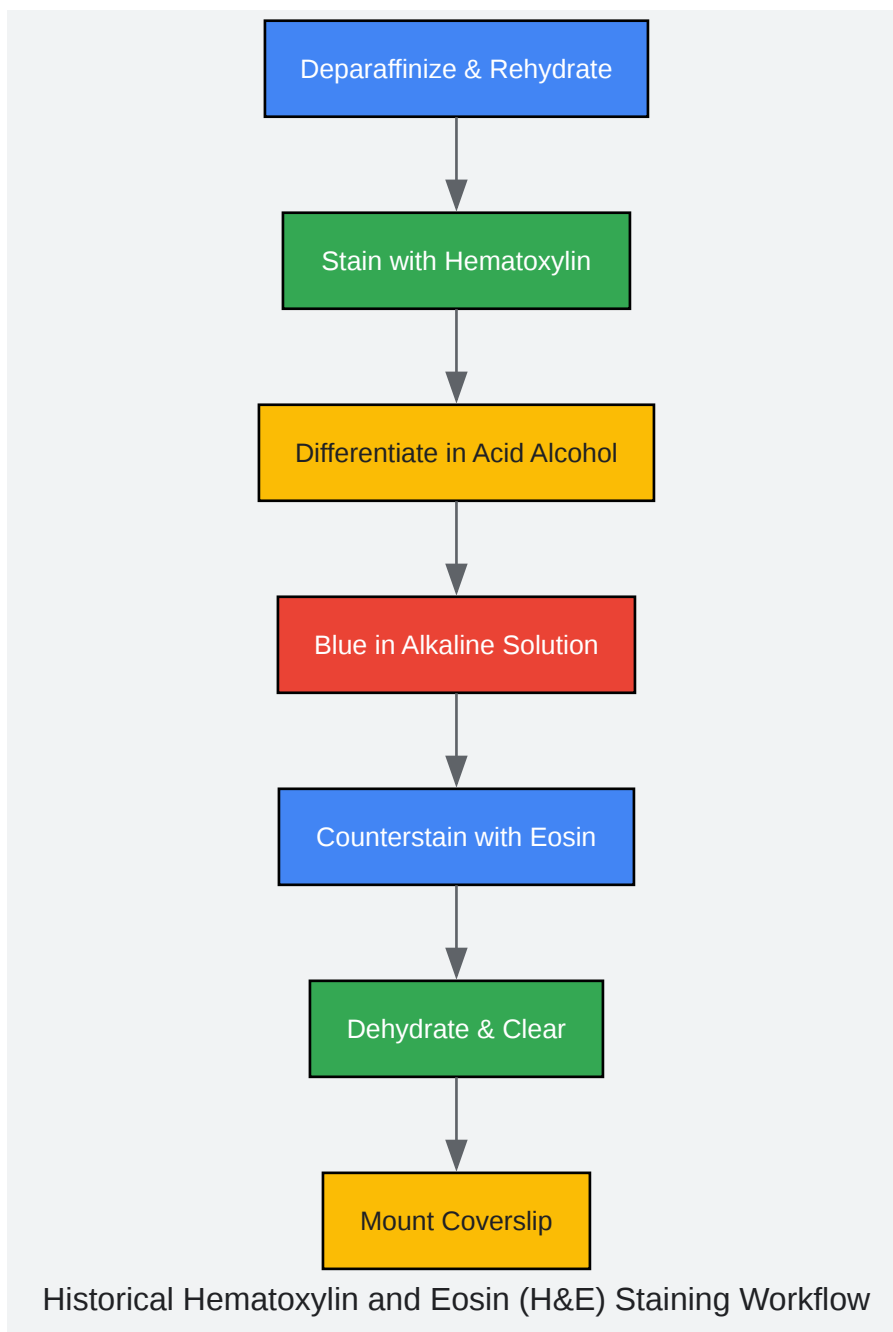 Deparaffinize & Rehydrate
Stain with Hematoxylin
Differentiate in Acid Alcohol
Blue in Alkaline Solution
Counterstain with Eosin
Dehydrate & Clear
Mount Coverslip
Historical Hematoxylin and Eosin (H&E) Staining Workflow